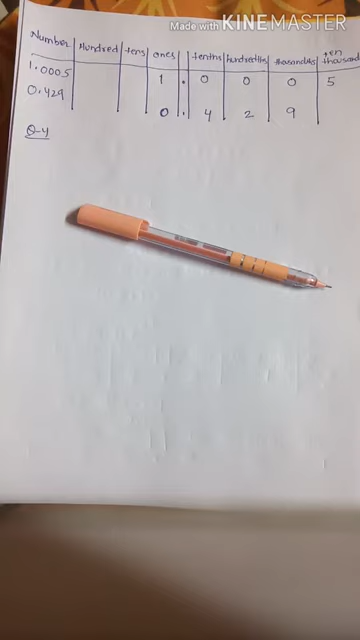 Made with KINEMASTER
Number Hundred tens ones . tenths hundredths thousandths ten thousand
1.0005 1 . 0 0 0 5
0.429 0 . 4 2 9
Q-4